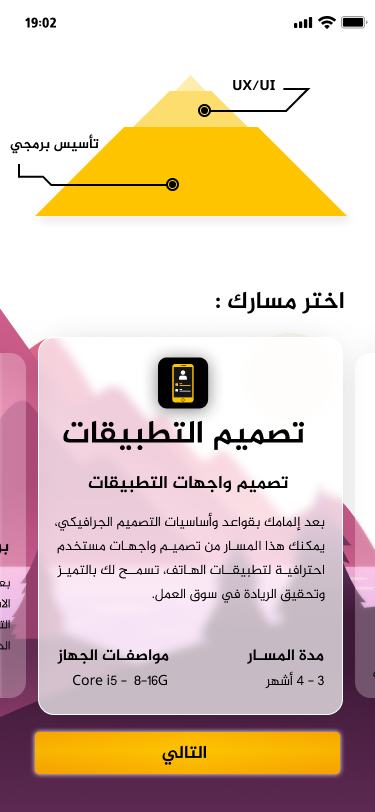 19:02
UX/UI
تأسيس برمجي
اختر مسارك :
تصميم التطبيقات
تصميم واجهات التطبيقات
بعد إلمامك بقواعد وأساسيات التصميم الجرافيكي،
يمكنك هذا المسار من تصميم واجهات مستخدم
احترافية لتطبيقات الهاتف، تسمح لك بالتميز
وتحقيق الريادة في سوق العمل.
مدة المسار
مواصفات الجهاز
3 - 4 أشهر
Core i5 - 8-16G
التالي